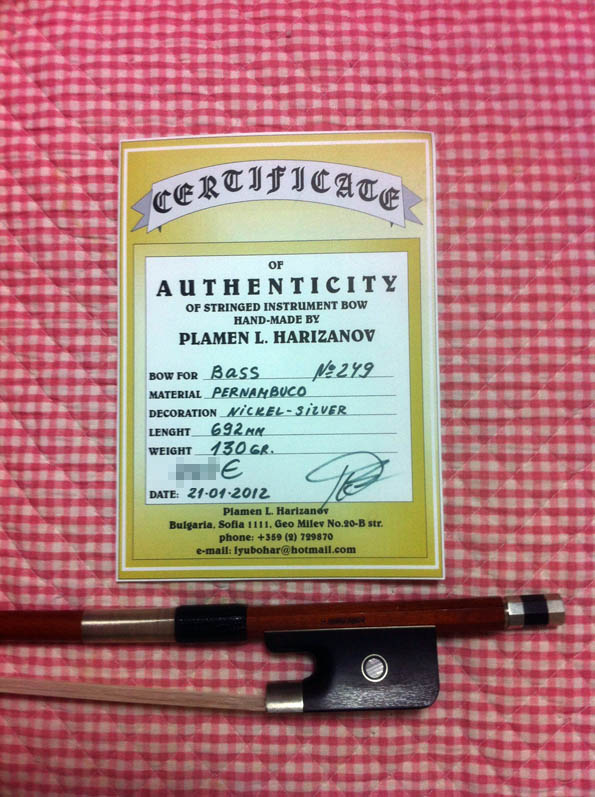 CERTIFICATE
OF
AUTHENTICITY
OF STRINGED INSTRUMENT BOW
HAND-MADE BY
PLAMEN L. HARIZANOV
BOW FOR BASS №249
MATERIAL PERNAMBUCO
DECORATION NICKEL-SILVER
LENGHT 692MM
WEIGHT 130GR.
€
DATE: 21.01.2012
Plamen L. Harizanov
Bulgaria, Sofia 1111, Geo Milev No.20-B str.
phone: +359 (2) 729870
e-mail: lyubohar@hotmail.com